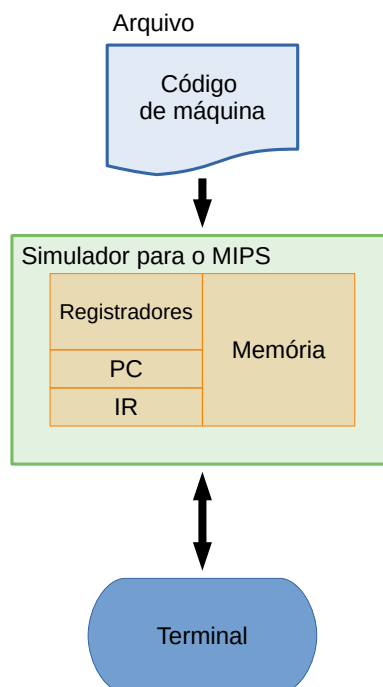 Arquivo
Código
de máquina
Simulador para o MIPS
Registradores
Memória
PC
IR
Terminal